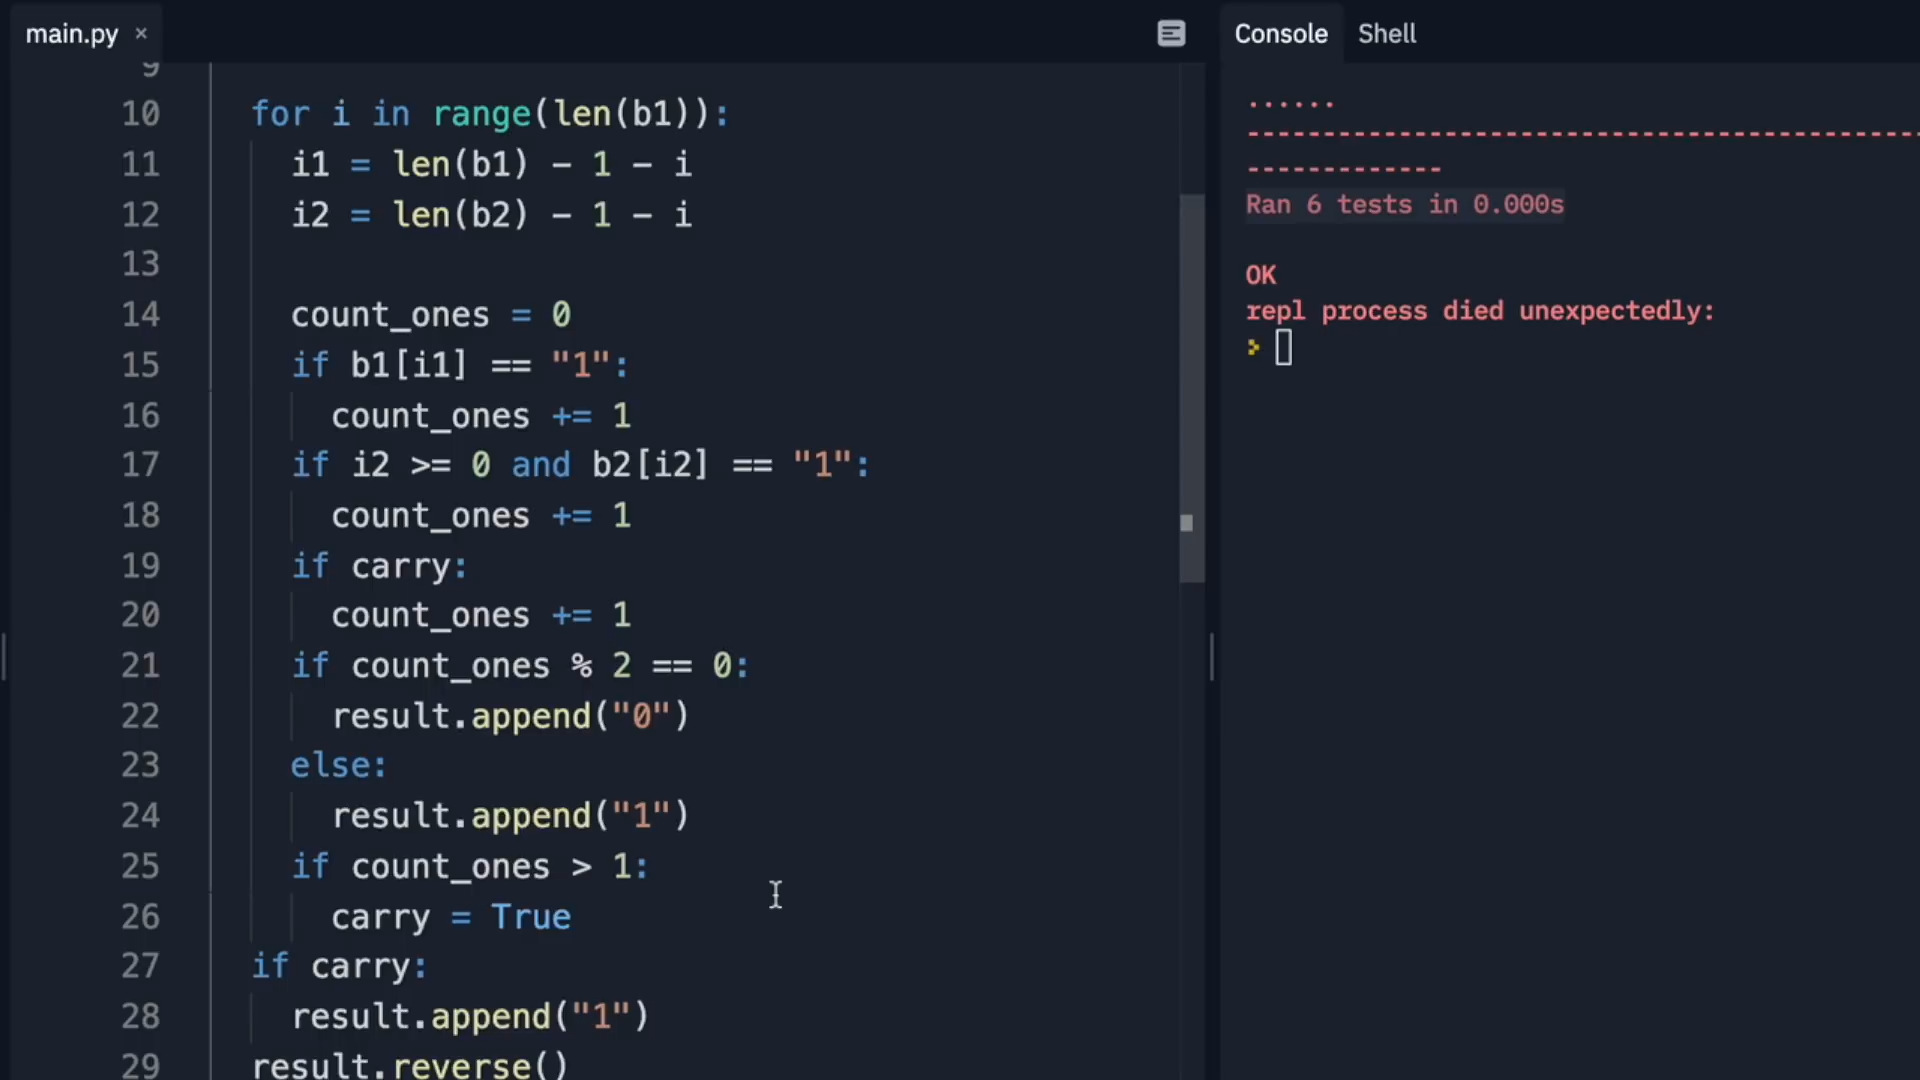 main.py ×
9
10 for i in range(len(b1)):
11 i1 = len(b1) - 1 - i
12 i2 = len(b2) - 1 - i
13
14 count_ones = 0
15 if b1[i1] == "1":
16 count_ones += 1
17 if i2 >= 0 and b2[i2] == "1":
18 count_ones += 1
19 if carry:
20 count_ones += 1
21 if count_ones % 2 == 0:
22 result.append("0")
23 else:
24 result.append("1")
25 if count_ones > 1:
26 carry = True
27 if carry:
28 result.append("1")
29 result.reverse()
Console Shell
......
----------------------------------------------------------------------
Ran 6 tests in 0.000s
OK
repl process died unexpectedly:
>